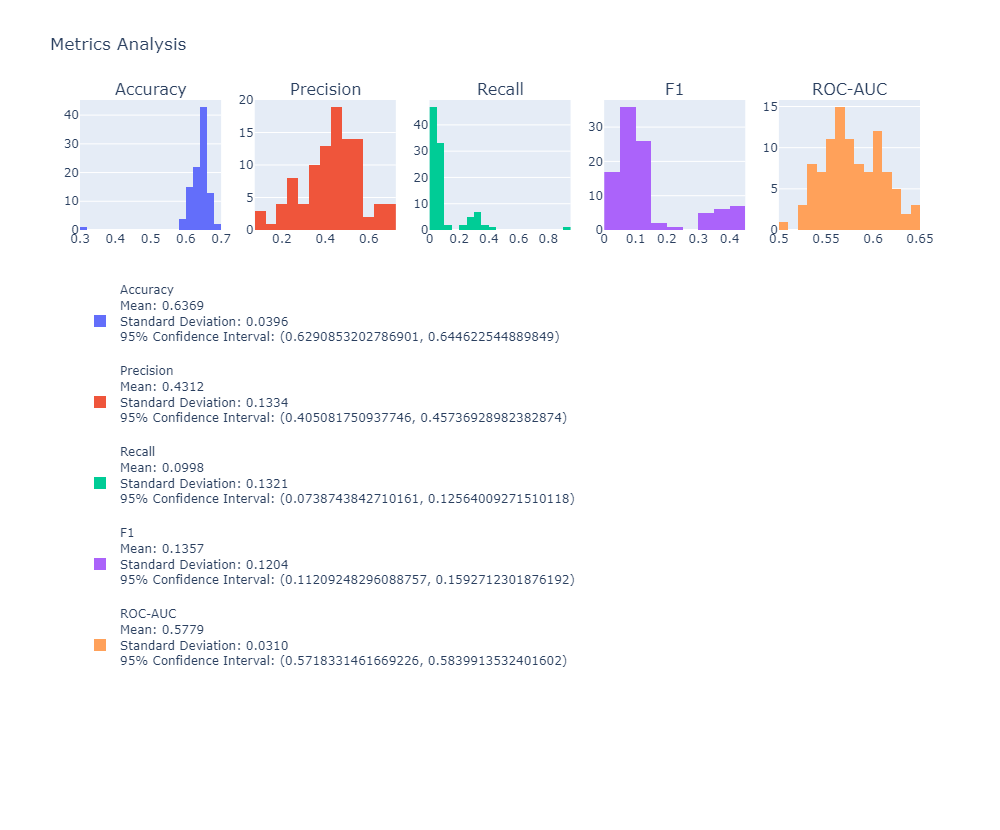 Metrics Analysis
Accuracy Precision Recall F1 ROC-AUC
40
30
20
10
0
0.3 0.4 0.5 0.6 0.7
20
15
10
5
0
0.2 0.4 0.6
40
30
20
10
0
0 0.2 0.4 0.6 0.8
30
20
10
0
0 0.1 0.2 0.3 0.4
15
10
5
0
0.5 0.55 0.6 0.65
Accuracy
Mean: 0.6369
Standard Deviation: 0.0396
95% Confidence Interval: (0.6290853202786901, 0.644622544889849)
Precision
Mean: 0.4312
Standard Deviation: 0.1334
95% Confidence Interval: (0.405081750937746, 0.45736928982382874)
Recall
Mean: 0.0998
Standard Deviation: 0.1321
95% Confidence Interval: (0.0738743842710161, 0.12564009271510118)
F1
Mean: 0.1357
Standard Deviation: 0.1204
95% Confidence Interval: (0.11209248296088757, 0.1592712301876192)
ROC-AUC
Mean: 0.5779
Standard Deviation: 0.0310
95% Confidence Interval: (0.5718331461669226, 0.5839913532401602)